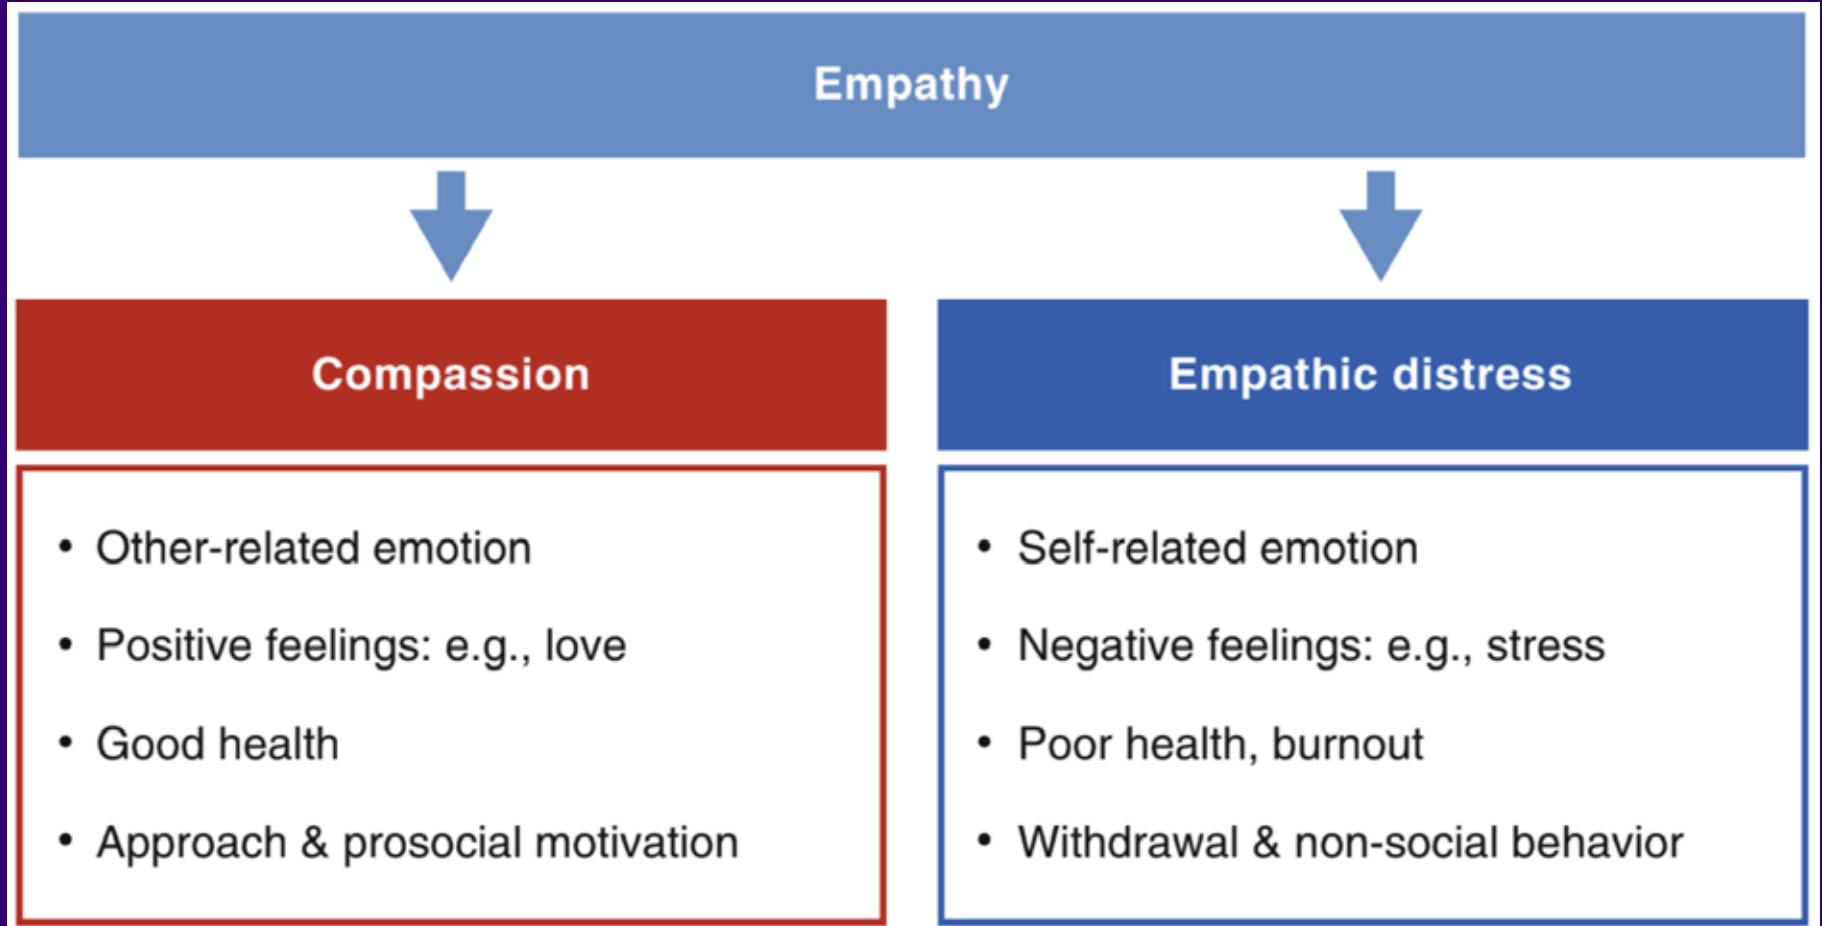 Empathy
Compassion
• Other-related emotion
• Positive feelings: e.g., love
• Good health
• Approach & prosocial motivation
Empathic distress
• Self-related emotion
• Negative feelings: e.g., stress
• Poor health, burnout
• Withdrawal & non-social behavior